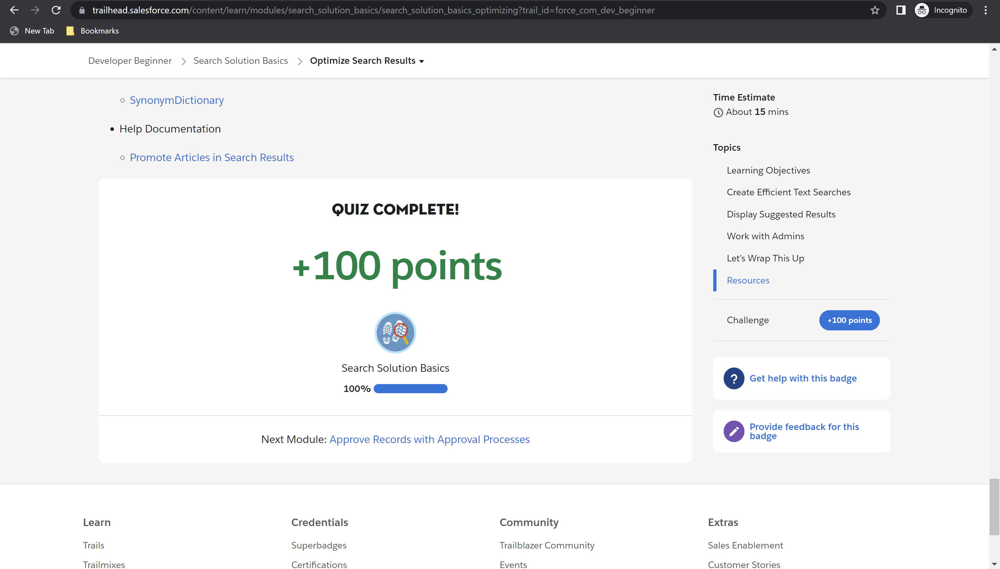 trailhead.salesforce.com/content/learn/modules/search_solution_basics/search_solution_basics_optimizing?trail_id=force_com_dev_beginner
Incognito
New Tab
Bookmarks
Developer Beginner
Search Solution Basics
Optimize Search Results
SynonymDictionary
Help Documentation
Promote Articles in Search Results
QUIZ COMPLETE!
+100 points
Search Solution Basics
100%
Next Module: Approve Records with Approval Processes
Time Estimate
About 15 mins
Topics
Learning Objectives
Create Efficient Text Searches
Display Suggested Results
Work with Admins
Let’s Wrap This Up
Resources
Challenge
+100 points
?
Get help with this badge
Provide feedback for this
badge
Learn
Trails
Trailmixes
Credentials
Superbadges
Certifications
Community
Trailblazer Community
Events
Extras
Sales Enablement
Customer Stories